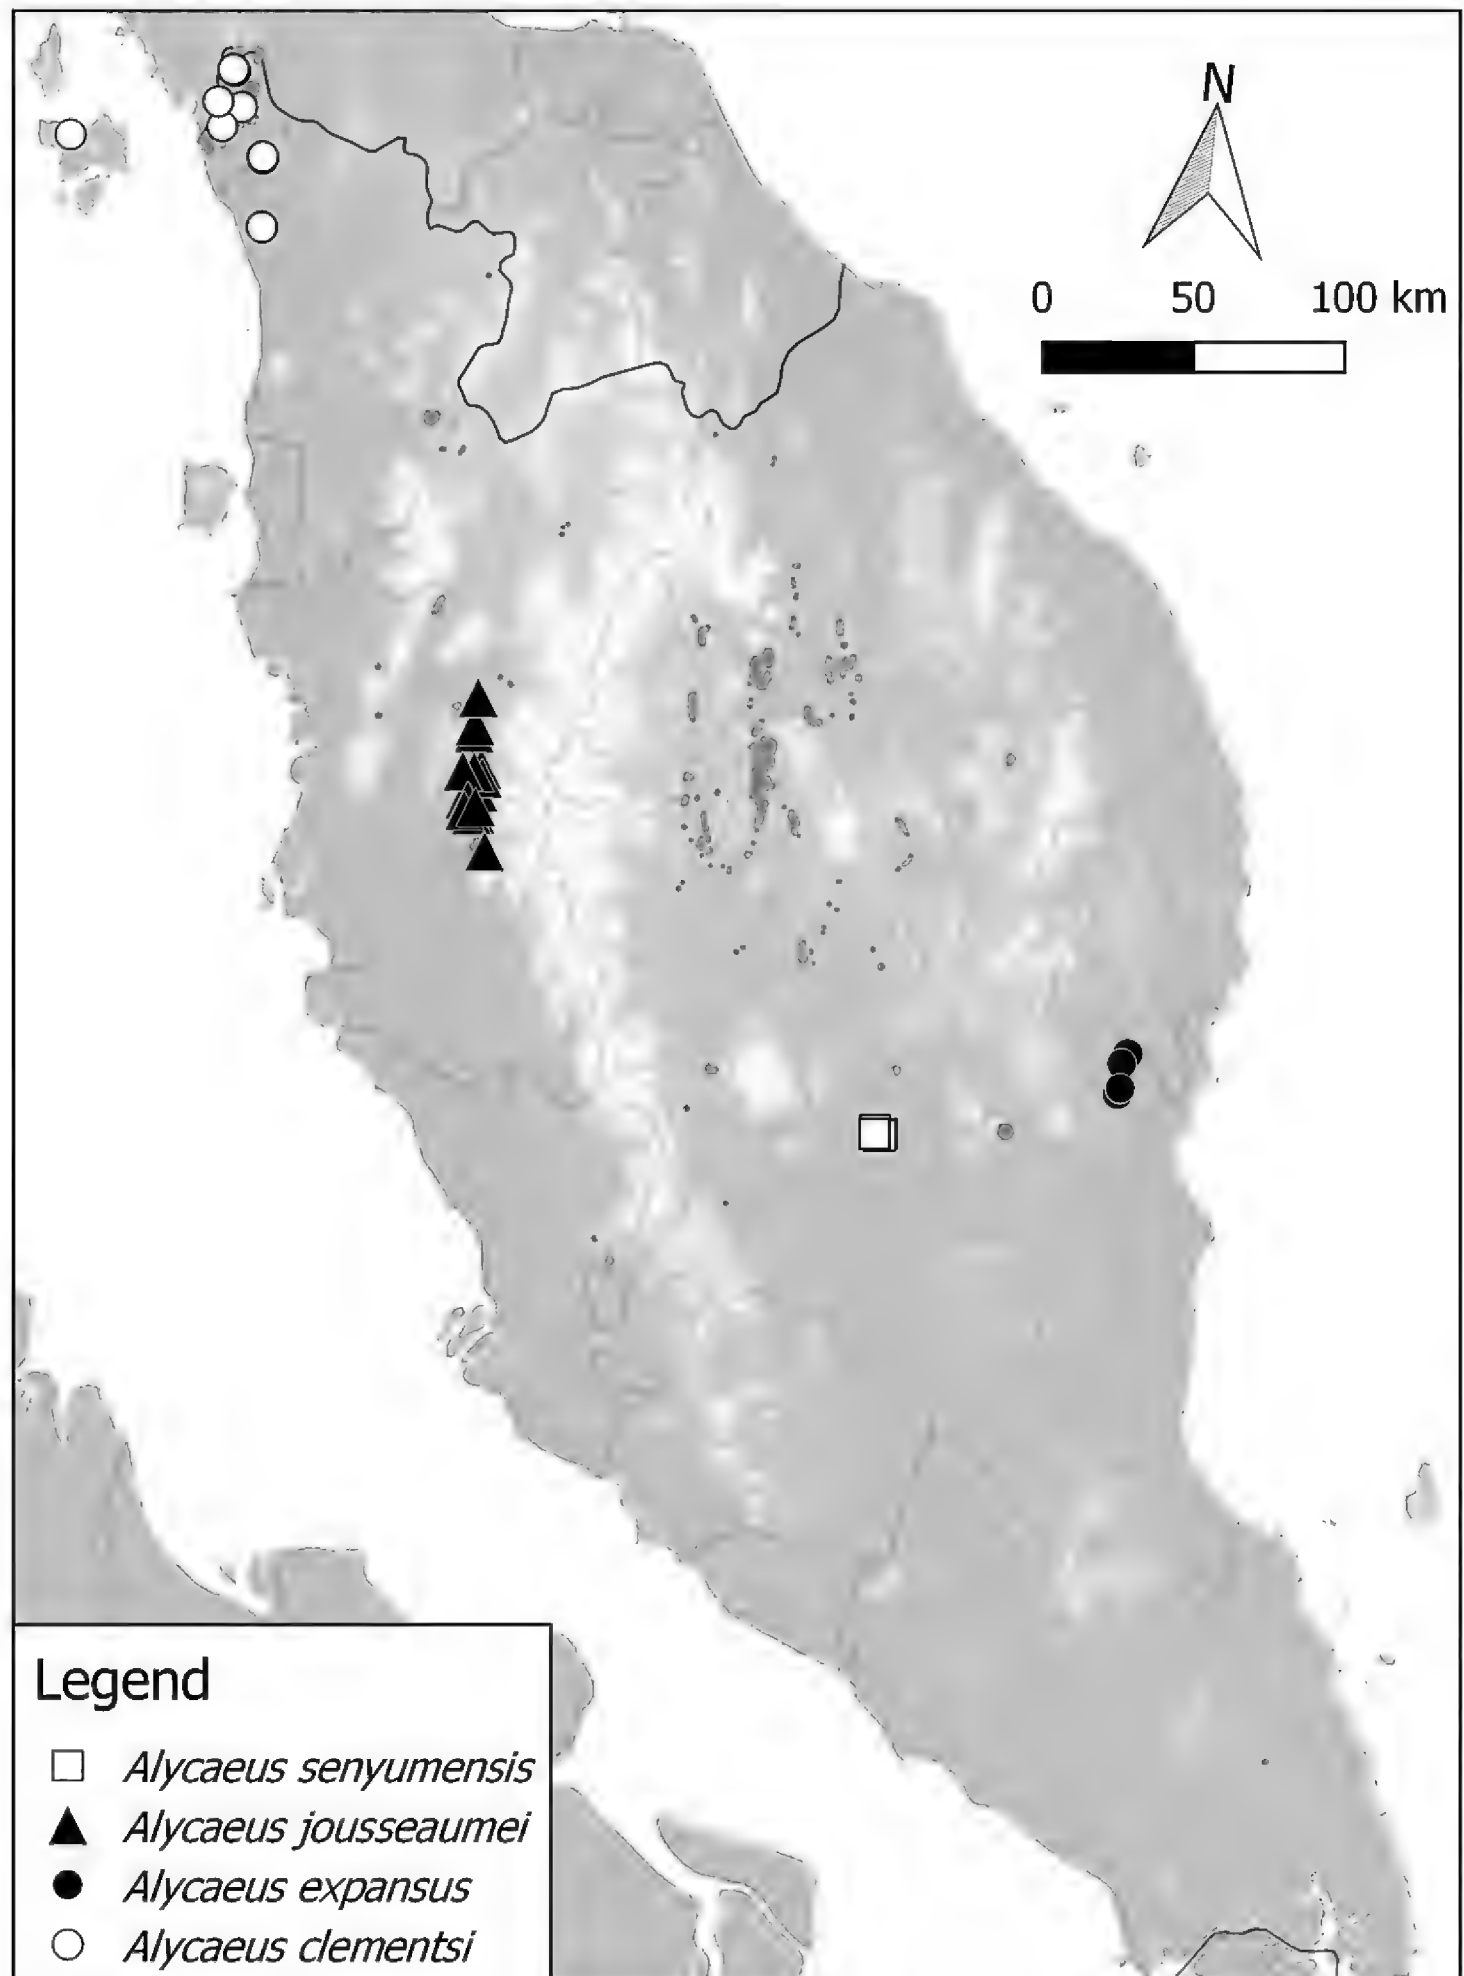 N
0 50 100 km
Legend
Alycaeus senyumensis
Alycaeus jousseaumei
Alycaeus expansus
Alycaeus clementsi